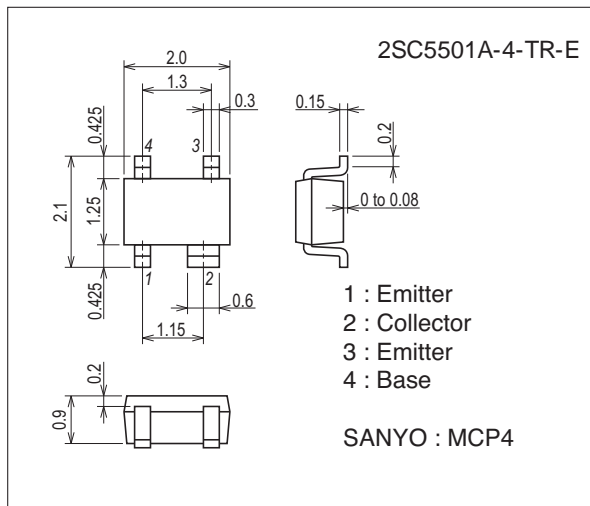 2SC5501A-4-TR-E
2.0
1.3
0.3
0.425
4
3
2.1
1.25
0.425
1
2
0.6
1.15
0.15
0.2
0 to 0.08
1 : Emitter
2 : Collector
3 : Emitter
4 : Base
0.2
0.9
SANYO : MCP4